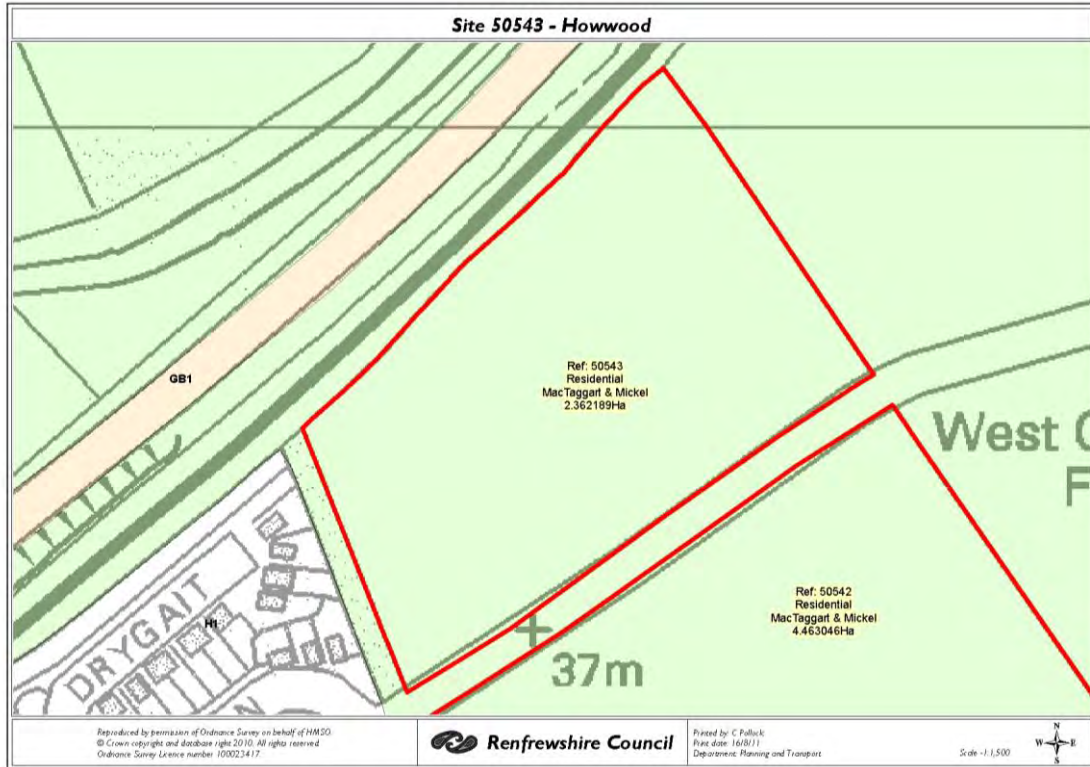 Site 50543 - Howwood
GB1
Ref: 50543
Residential
MacTaggart & Mickel
2.362189Ha
West
Ref: 50542
Residential
MacTaggart & Mickel
4.463046Ha
DRYGAIT
H1
37m
Reproduced by permission of Ordnance Survey on behalf of HMSO.
© Crown copyright and database right 2010. All rights reserved
Ordnance Survey Licence number 100023417.
Renfrewshire Council
Printed by: C Pollock
Print date: 16/8/11
Department: Planning and Transport
Scale -1:1,500
N
W E
S